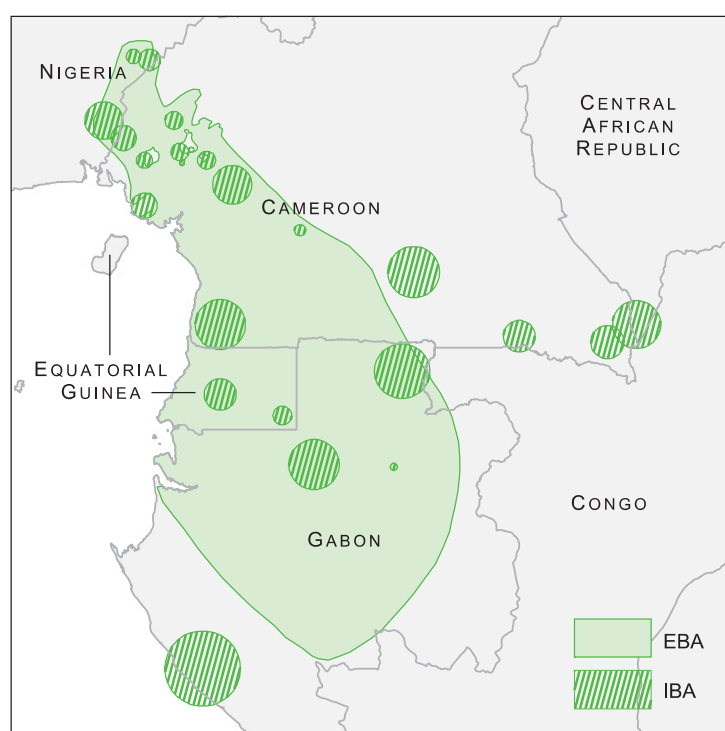 NIGERIA
CENTRAL
AFRICAN
REPUBLIC
CAMEROON
EQUATORIAL
GUINEA
CONGO
GABON
EBA
IBA